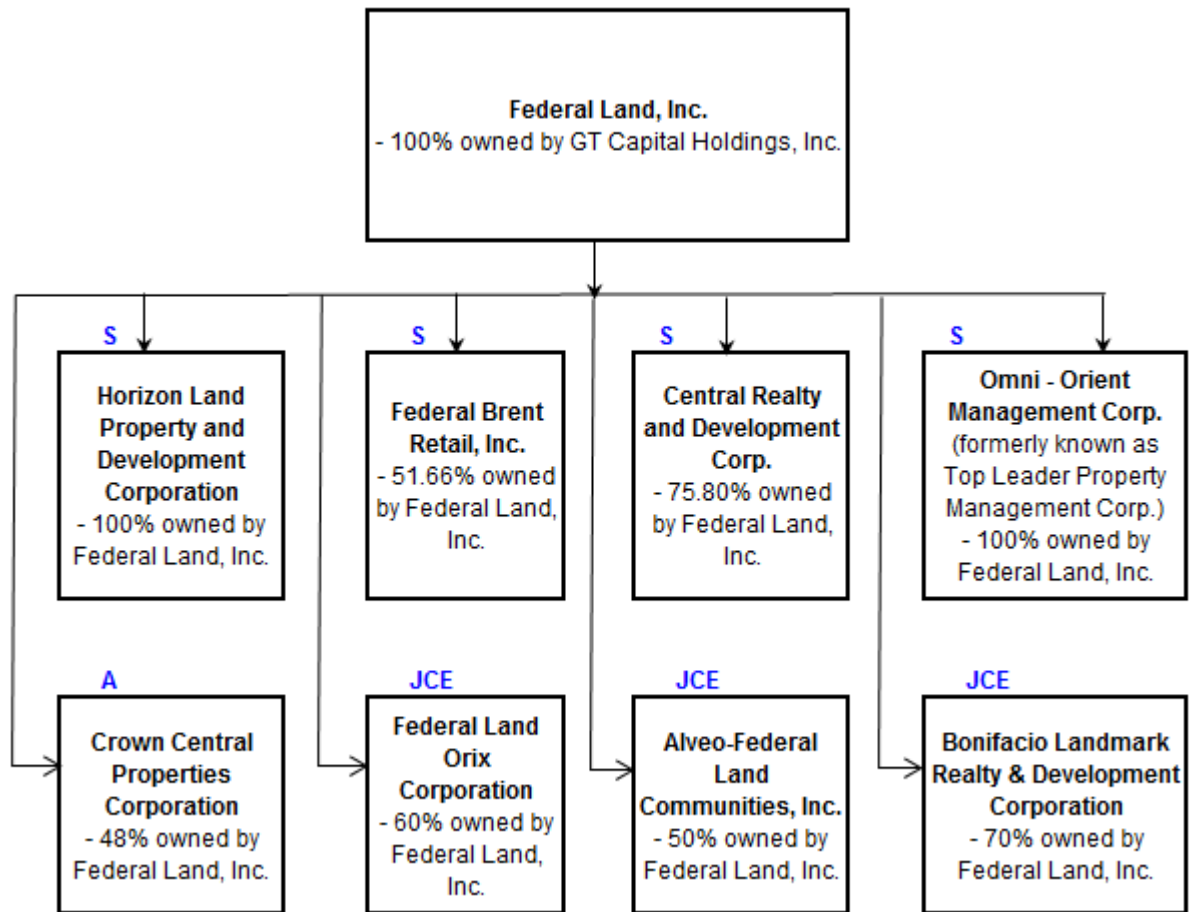 Federal Land, Inc.
- 100% owned by GT Capital Holdings, Inc.
S
Horizon Land
Property and
Development
Corporation
- 100% owned by
Federal Land, Inc.
S
Federal Brent
Retail, Inc.
- 51.66% owned
by Federal Land,
Inc.
S
Central Realty
and Development
Corp.
- 75.80% owned
by Federal Land,
Inc.
S
Omni - Orient
Management Corp.
(formerly known as
Top Leader Property
Management Corp.)
- 100% owned by
Federal Land, Inc.
A
Crown Central
Properties
Corporation
- 48% owned by
Federal Land, Inc.
JCE
Federal Land
Orix
Corporation
- 60% owned by
Federal Land,
Inc.
JCE
Alveo-Federal
Land
Communities, Inc.
- 50% owned by
Federal Land, Inc.
JCE
Bonifacio Landmark
Realty & Development
Corporation
- 70% owned by
Federal Land, Inc.